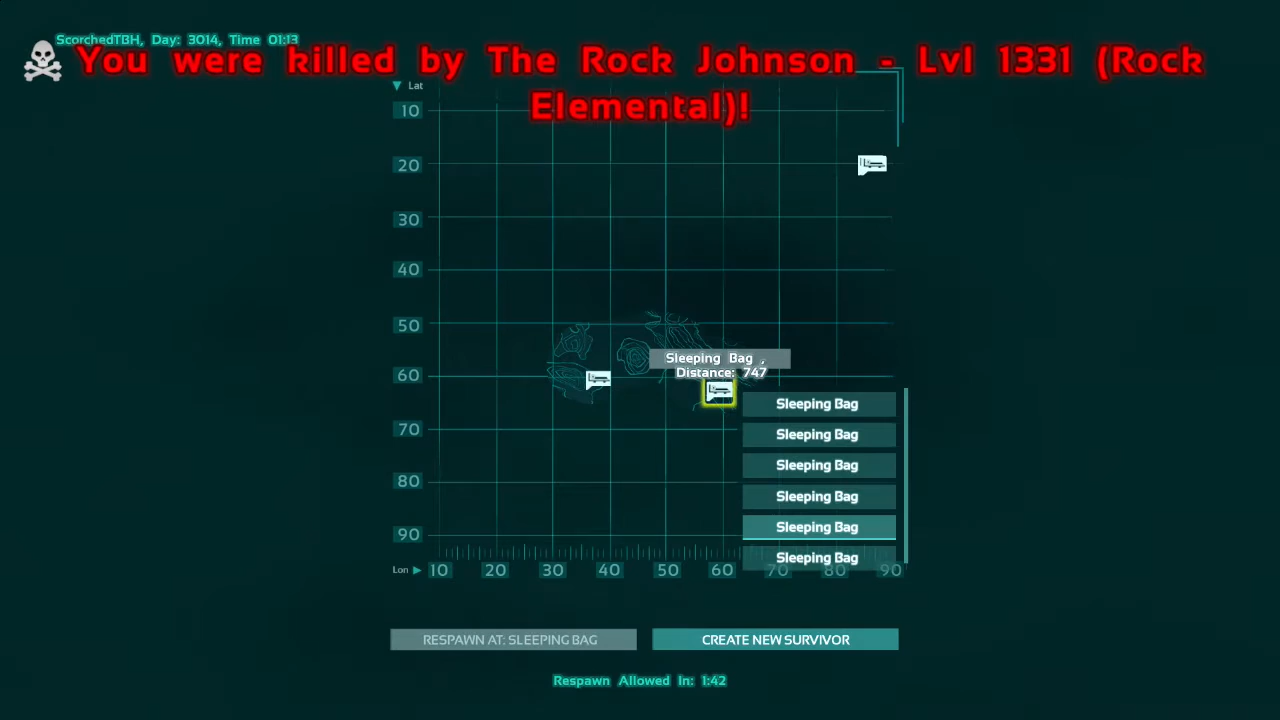 ScorchedTBH, Day: 3014, Time 01:13
You were killed by The Rock Johnson - Lvl 1331 (Rock
Elemental)!
Lat
10
20
30
40
50
Sleeping Bag ,
Distance: 747
60
Sleeping Bag
70
Sleeping Bag
Sleeping Bag
80
Sleeping Bag
Sleeping Bag
90
Sleeping Bag
Lon 10 20 30 40 50 60 70 80 90
RESPAWN AT: SLEEPING BAG
CREATE NEW SURVIVOR
Respawn Allowed In: 1:42